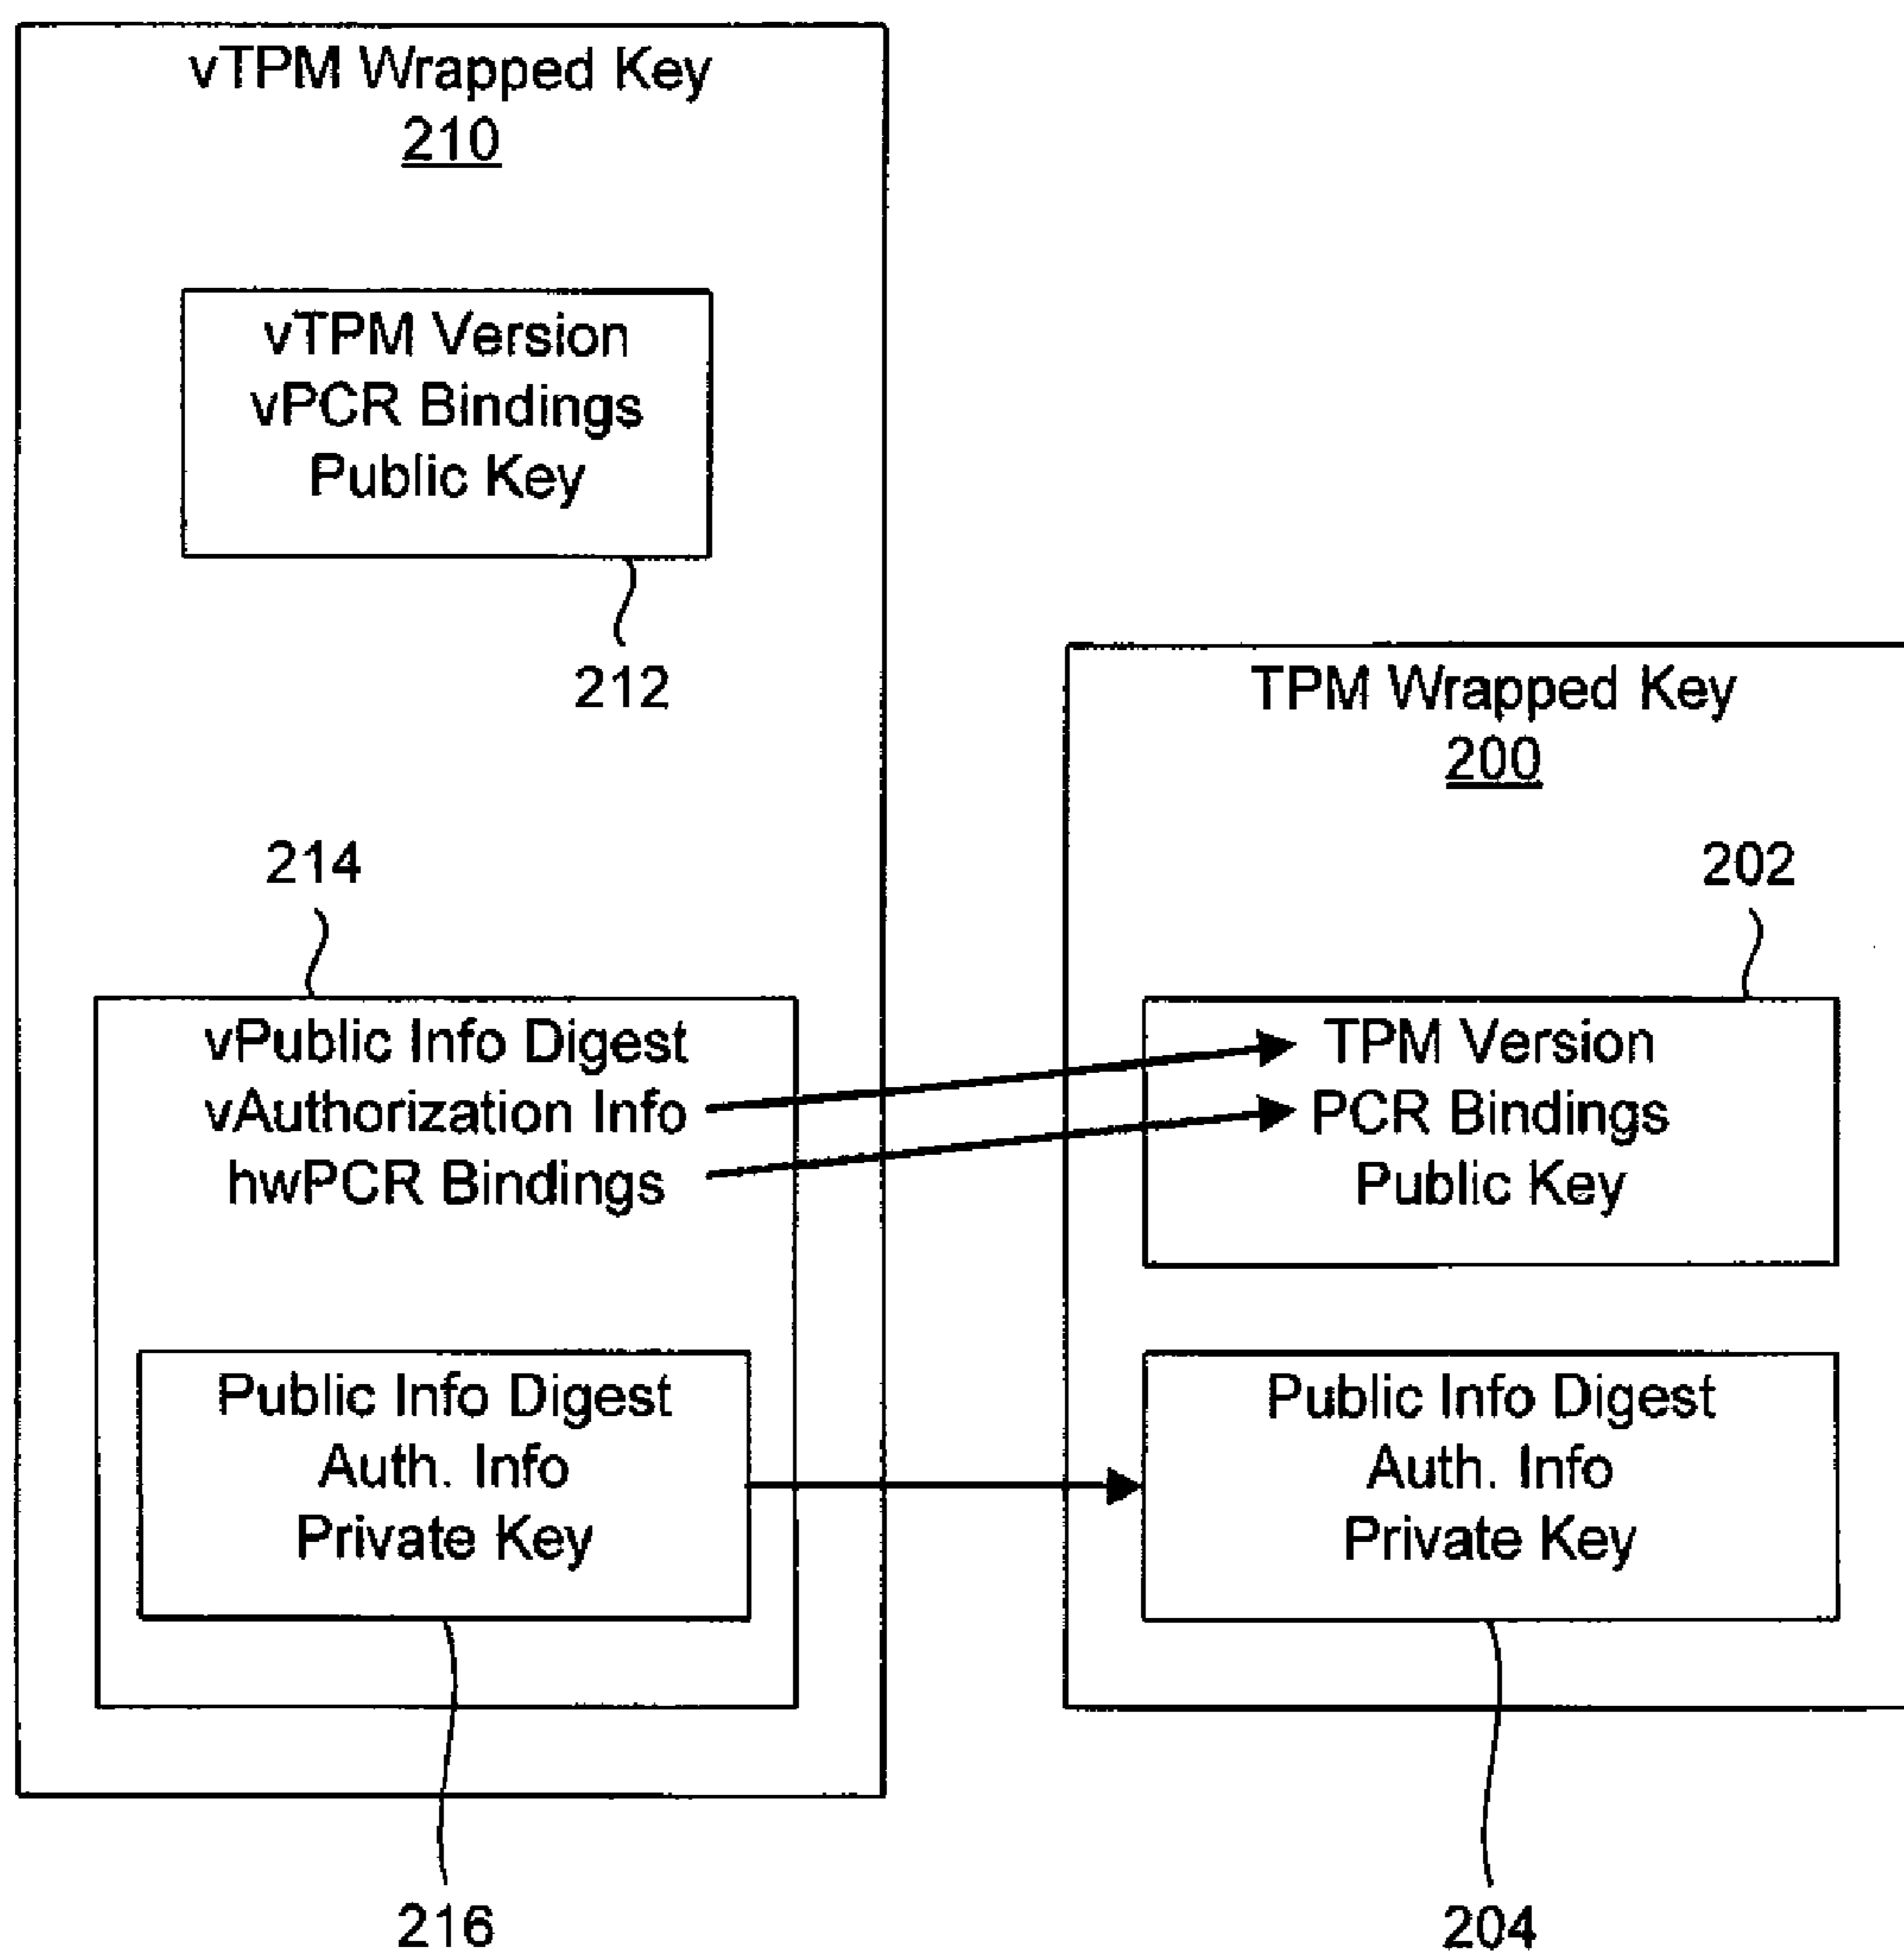 vTPM Wrapped Key
210
vTPM Version
vPCR Bindings
Public Key
212
214
vPublic Info Digest
vAuthorization Info
hwPCR Bindings
Public Info Digest
Auth. Info
Private Key
216
TPM Wrapped Key
200
202
TPM Version
PCR Bindings
Public Key
Public Info Digest
Auth. Info
Private Key
204